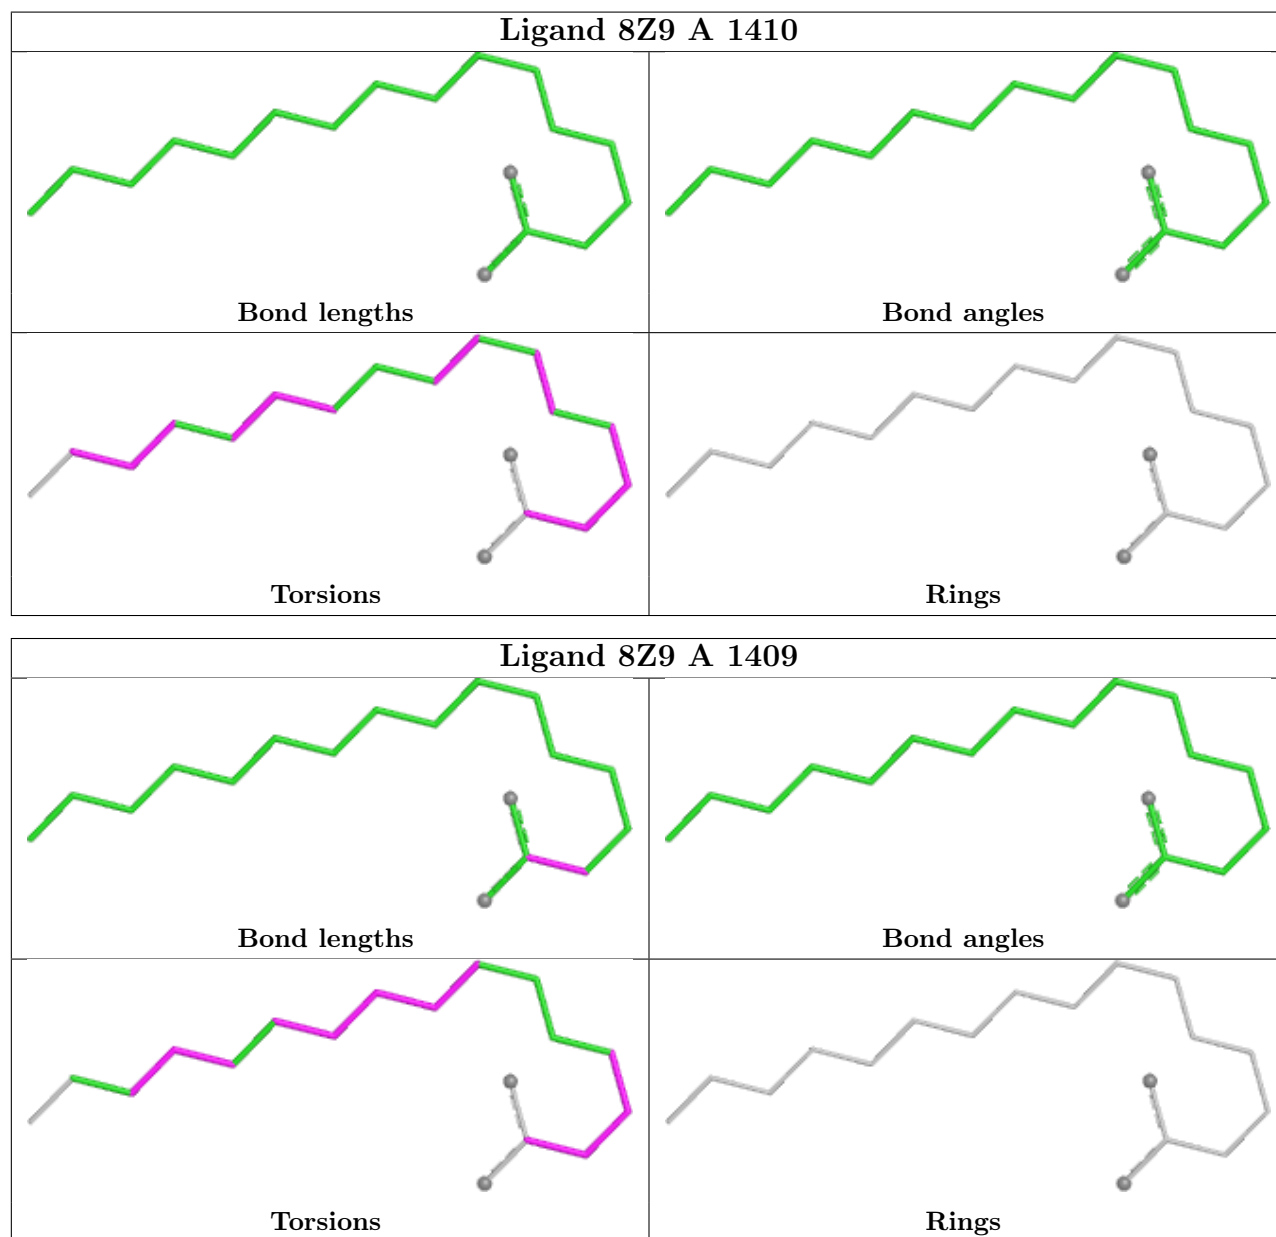 Ligand 8Z9 A 1410
Bond lengths
Bond angles
Torsions
Rings
Ligand 8Z9 A 1409
Bond lengths
Bond angles
Torsions
Rings